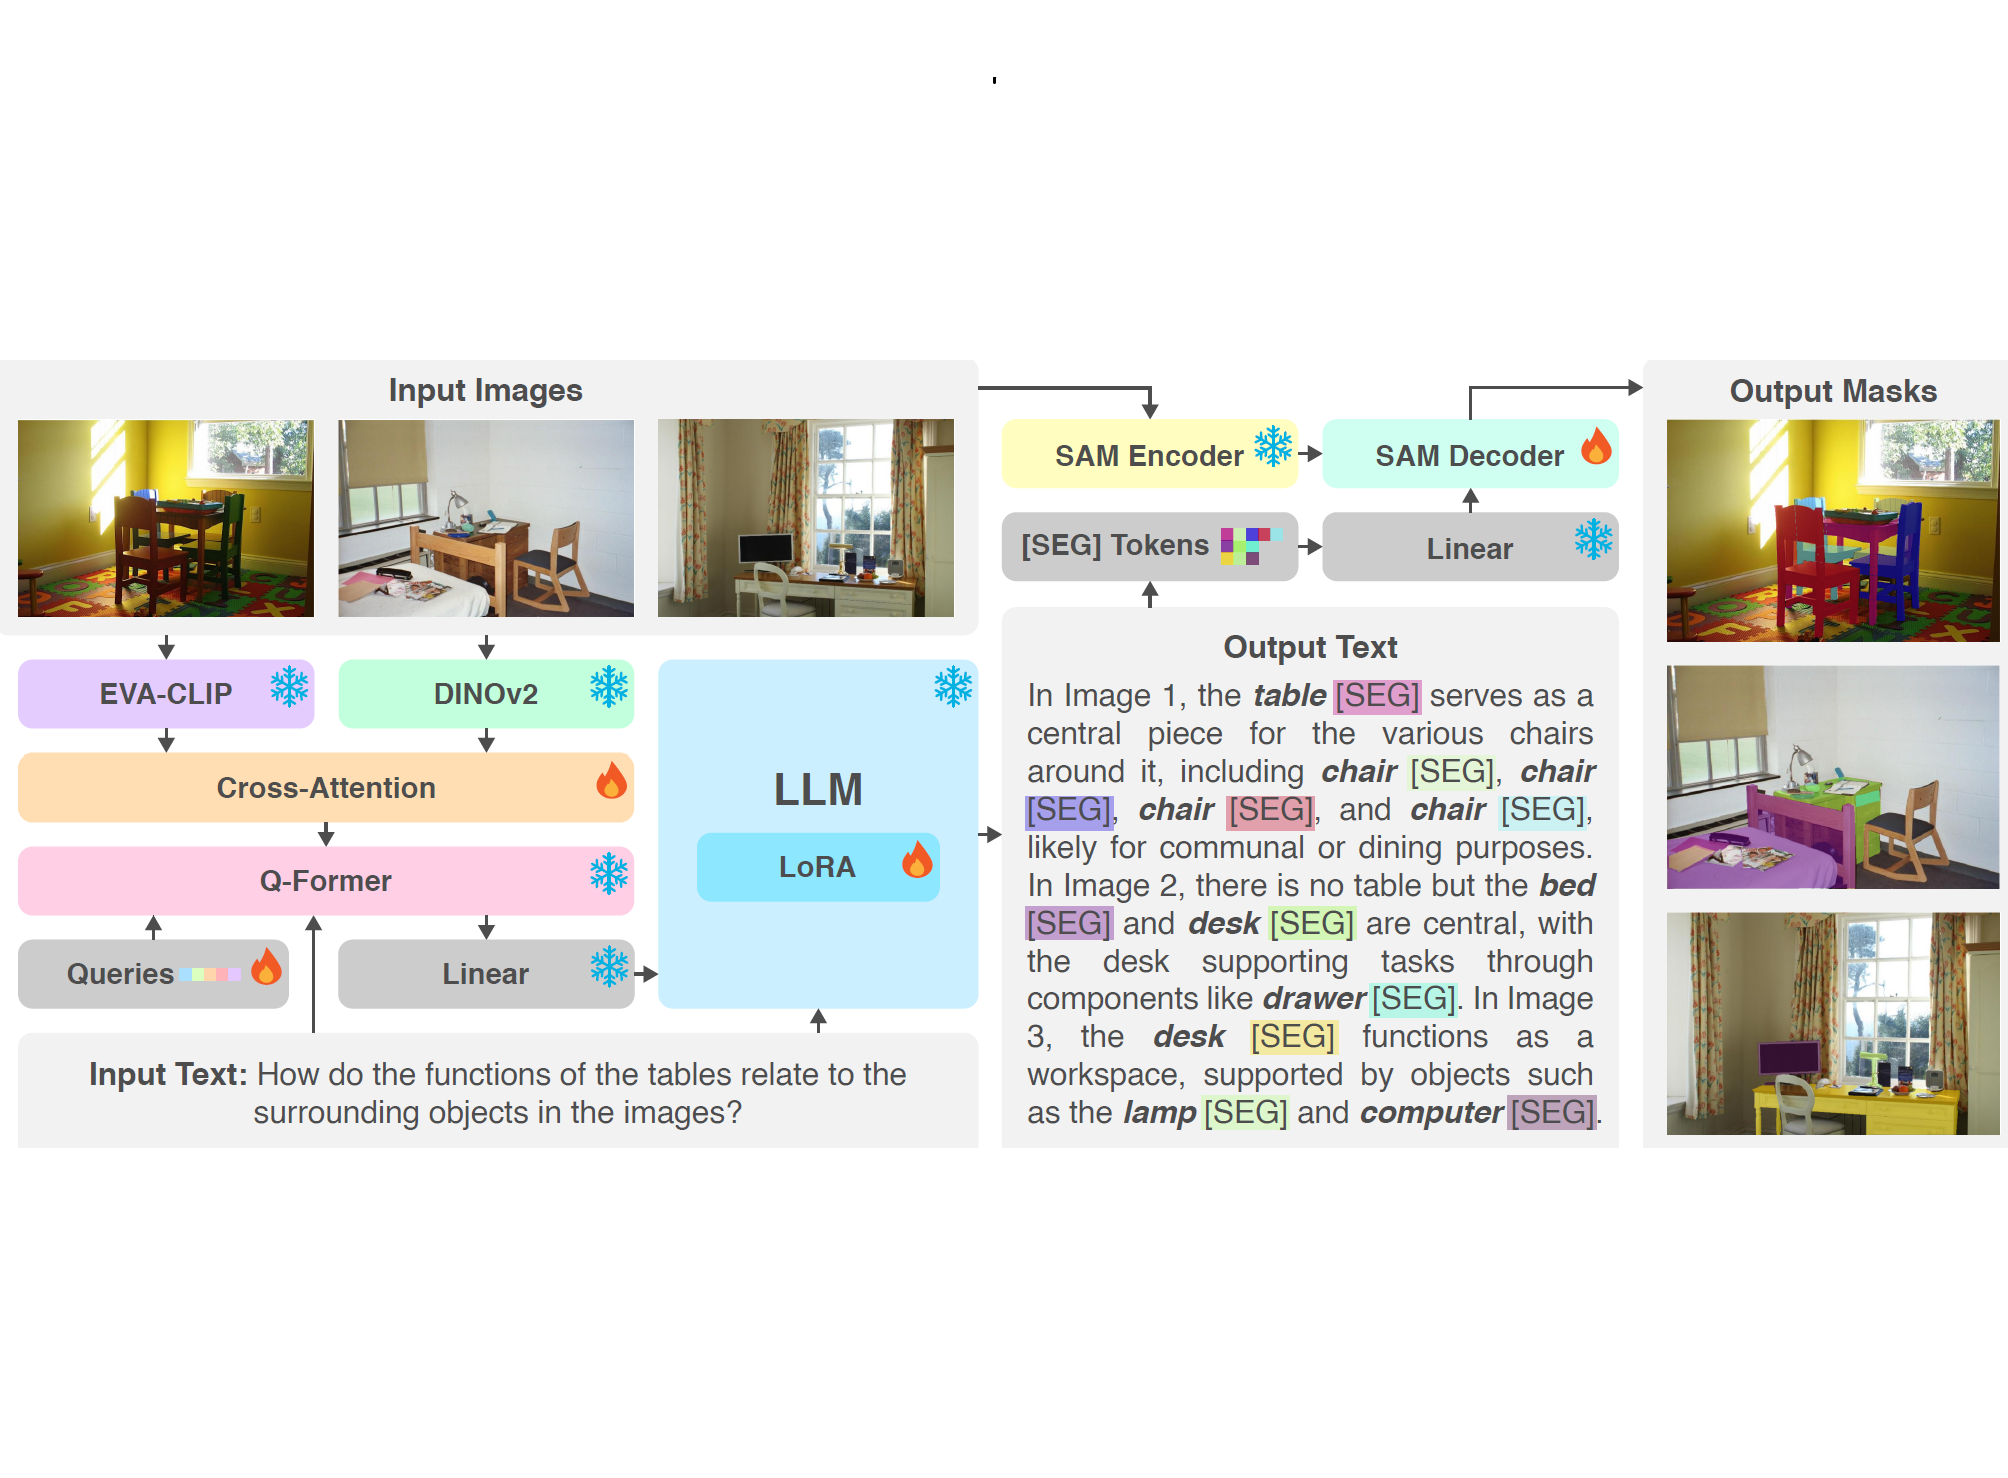 Input Images
EVA-CLIP
DINOv2
Cross-Attention
Q-Former
Queries
Linear
LLM
LoRA
Input Text: How do the functions of the tables relate to the
surrounding objects in the images?
SAM Encoder
SAM Decoder
[SEG] Tokens
Linear
Output Text
In Image 1, the table [SEG] serves as a
central piece for the various chairs
around it, including chair [SEG], chair
[SEG], chair [SEG], and chair [SEG],
likely for communal or dining purposes.
In Image 2, there is no table but the bed
[SEG] and desk [SEG] are central, with
the desk supporting tasks through
components like drawer [SEG]. In Image
3, the desk [SEG] functions as a
workspace, supported by objects such
as the lamp [SEG] and computer [SEG].
Output Masks